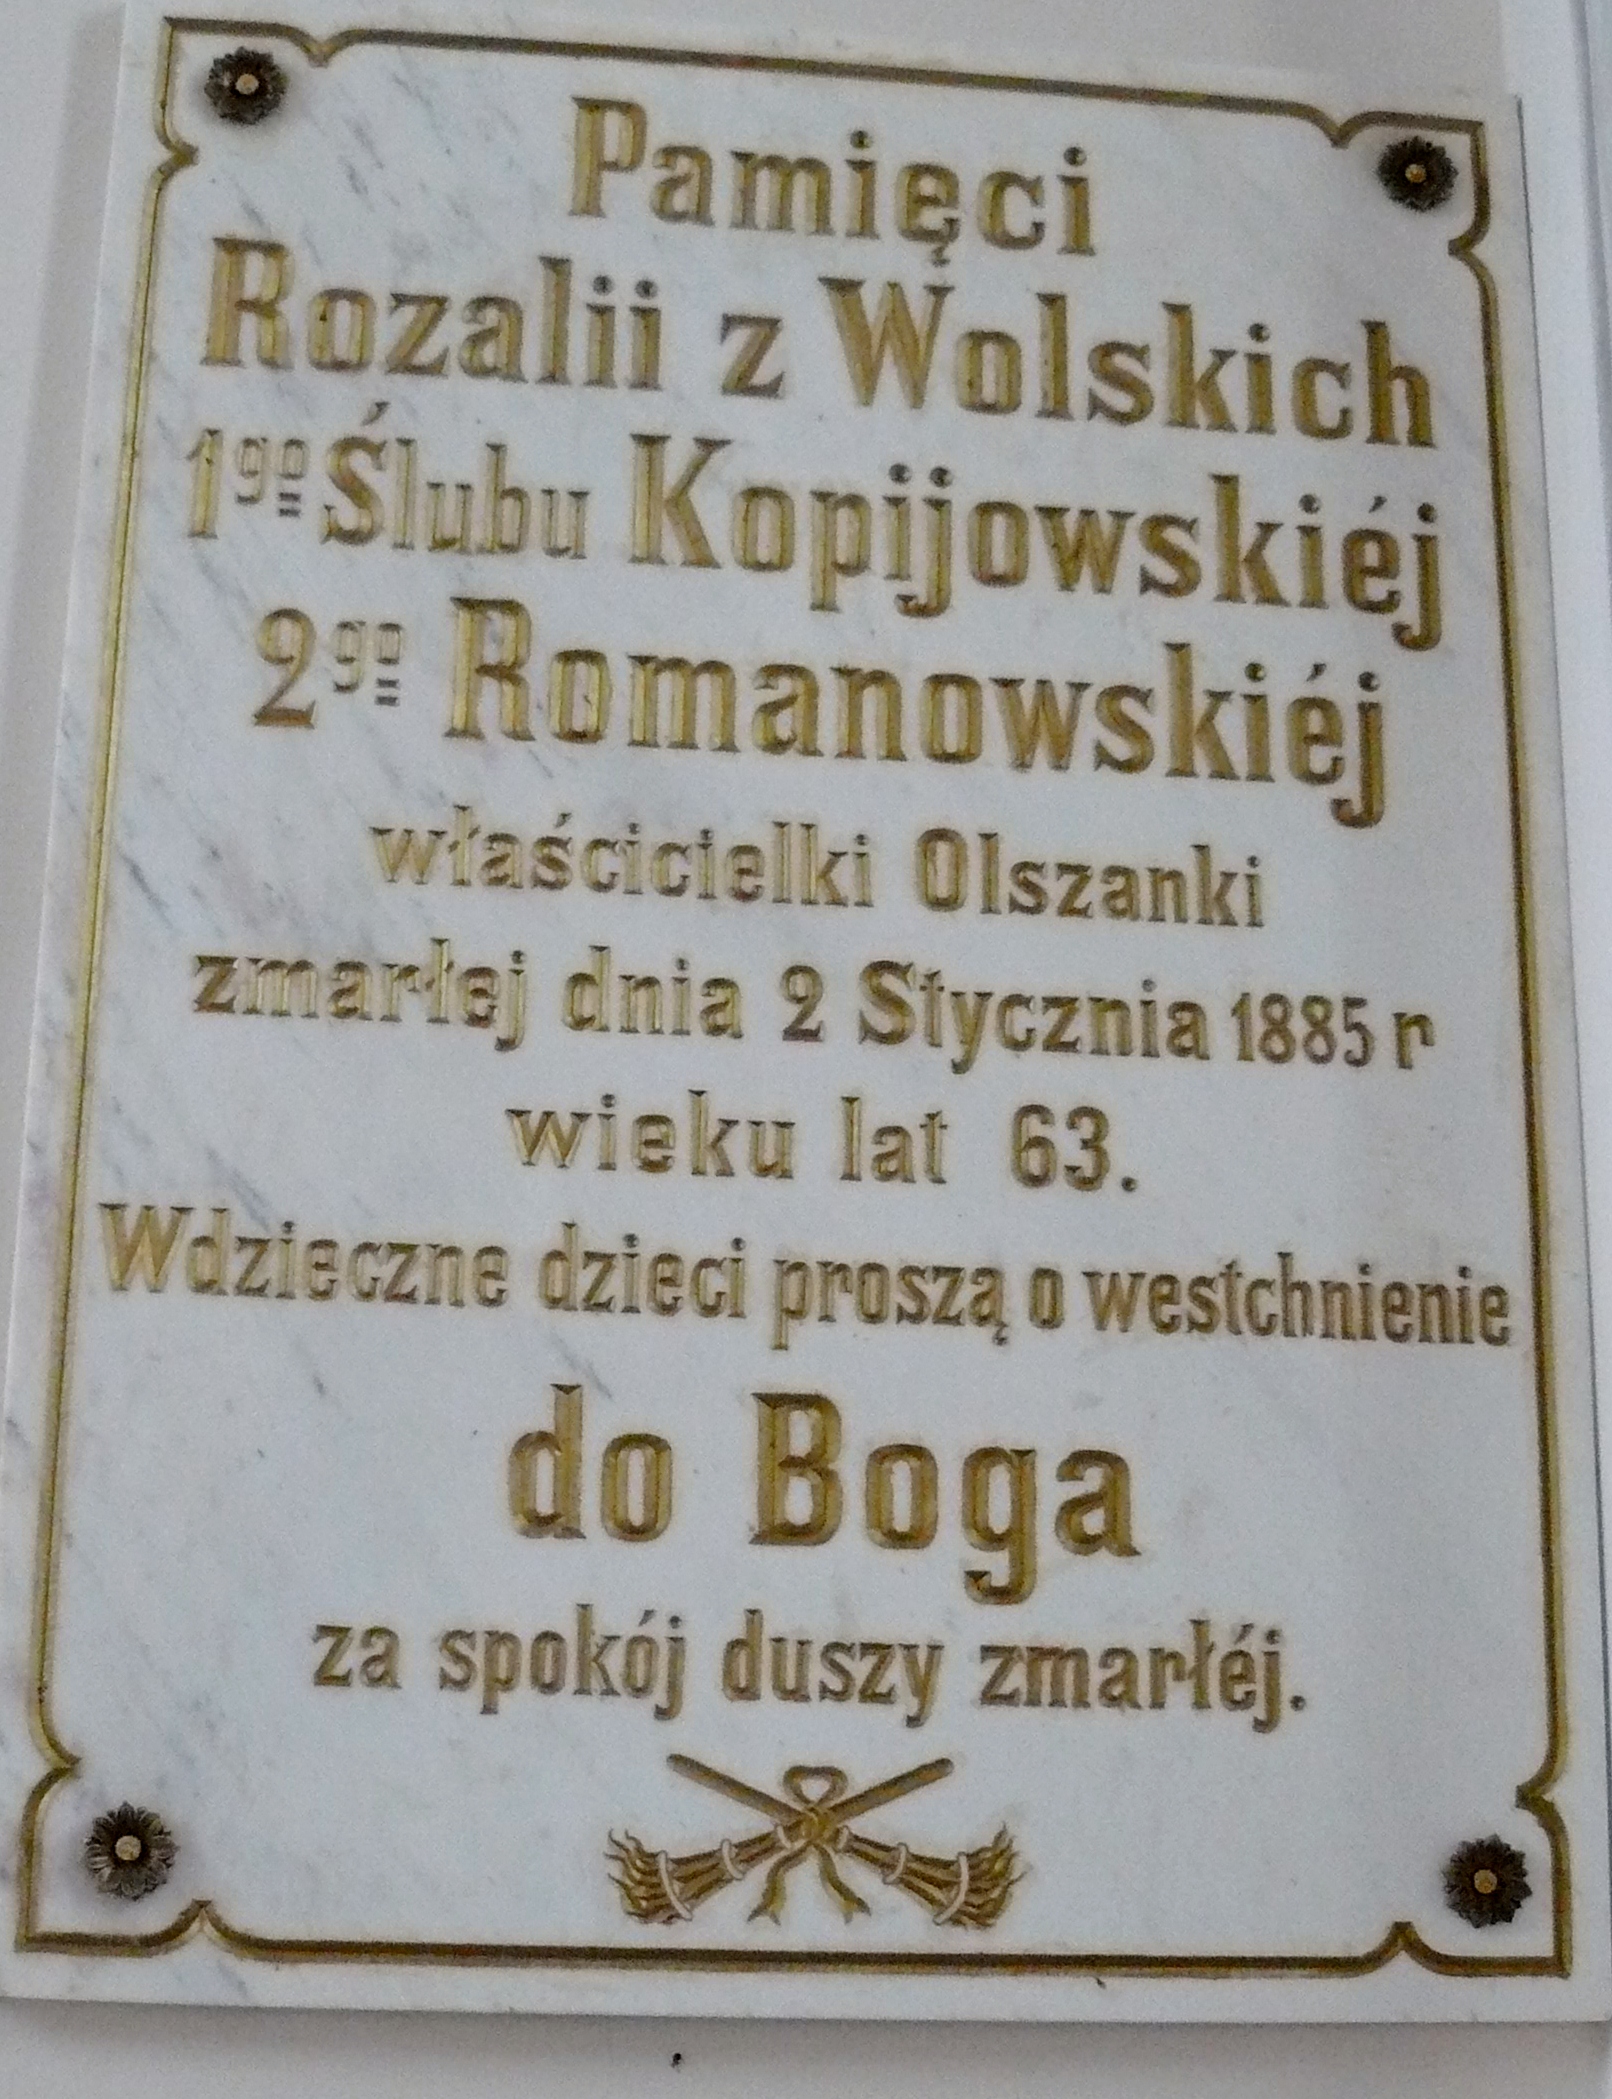 Pamięci
Rozalii z Wolskich
1go Ślubu Kopijowskiéj
2go Romanowskiéj
właścicielki Olszanki
zmarłej dnia 2 Stycznia 1885 r
wieku lat 63.
Wdzieczne dzieci proszą o westchnienie
do Boga
za spokój duszy zmarłéj.